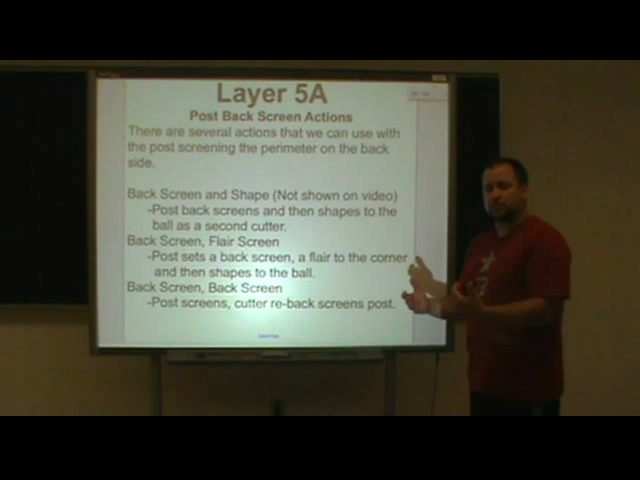 Layer 5A
Post Back Screen Actions
There are several actions that we can use with
the post screening the perimeter on the back
side.
Back Screen and Shape (Not shown on video)
-Post back screens and then shapes to the
ball as a second cutter.
Back Screen, Flair Screen
-Post sets a back screen, a flair to the corner
and then shapes to the ball.
Back Screen, Back Screen
-Post screens, cutter re-back screens post.